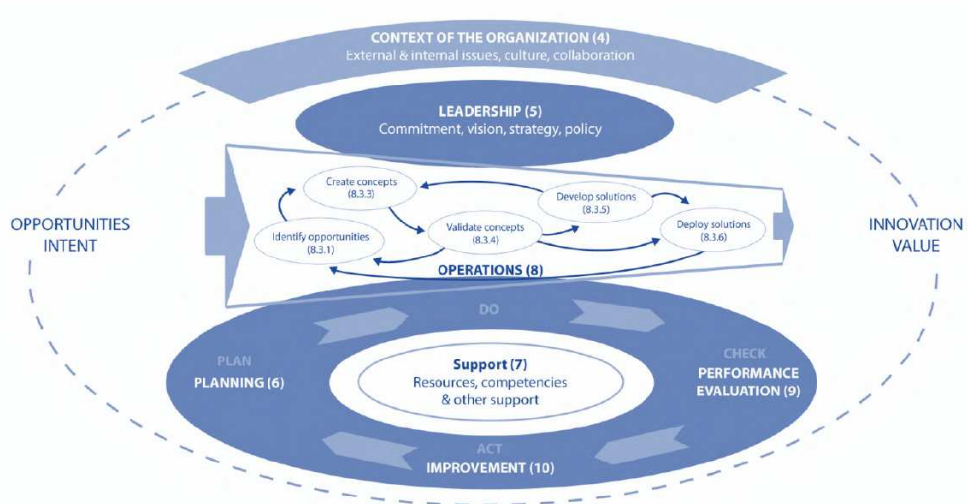 CONTEXT OF THE ORGANIZATION (4)
External & internal issues, culture, collaboration
LEADERSHIP (5)
Commitment, vision, strategy, policy
OPPORTUNITIES
INTENT
Create concepts
(8.3.3)
Develop solutions
(8.3.5)
Identify opportunities
(8.3.1)
Validate concepts
(8.3.4)
Deploy solutions
(8.3.6)
OPERATIONS (8)
INNOVATION
VALUE
DO
PLAN
PLANNING (6)
Support (7)
Resources, competencies
& other support
CHECK
PERFORMANCE
EVALUATION (9)
ACT
IMPROVEMENT (10)